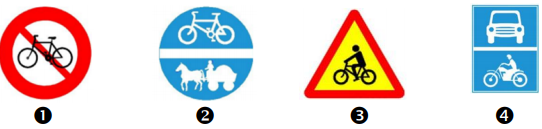 ❶ ❷ ❸ ❹